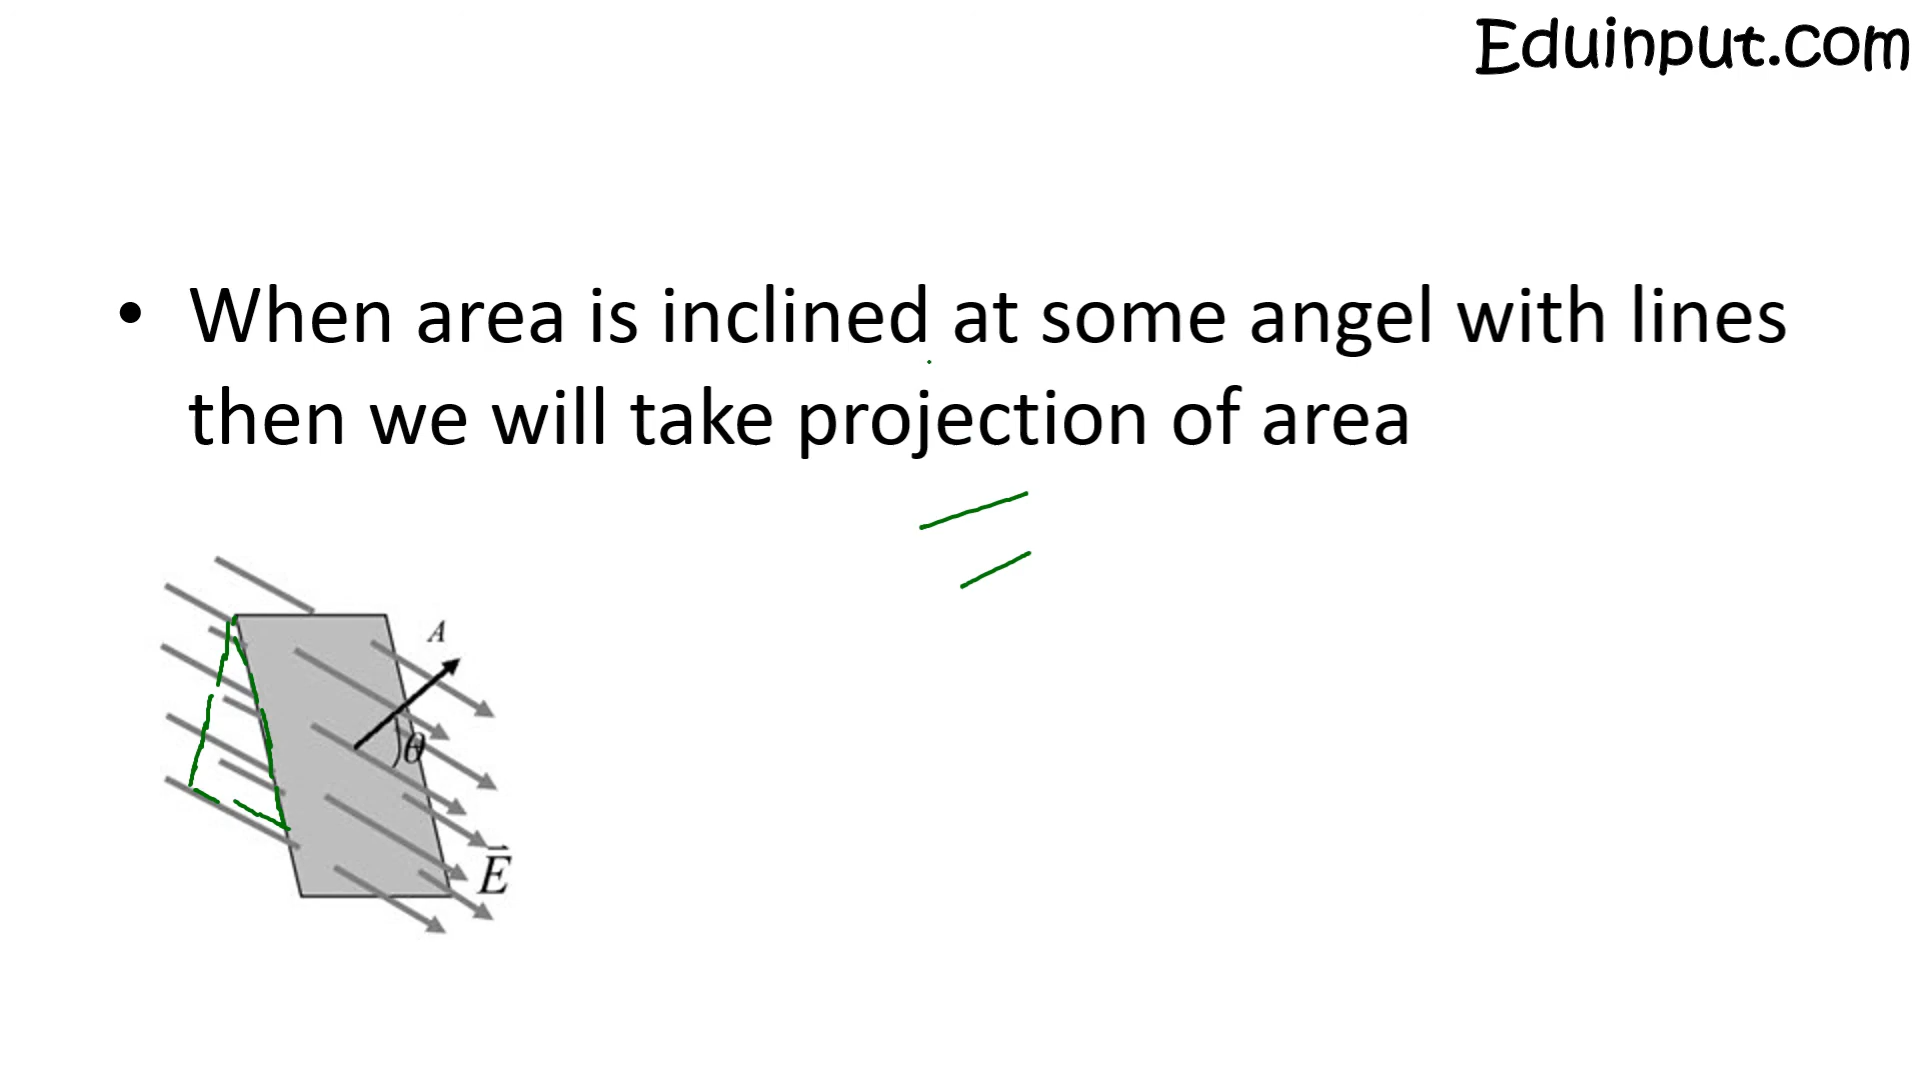 Eduinput.com
• When area is inclined at some angel with lines
then we will take projection of area
A
θ
E⃗